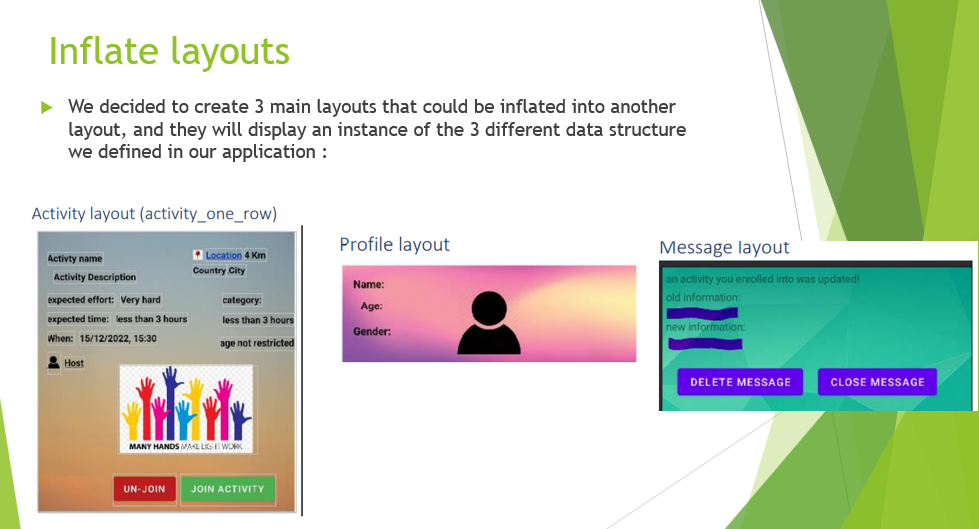 Inflate layouts
We decided to create 3 main layouts that could be inflated into another
layout, and they will display an instance of the 3 different data structure
we defined in our application :
Activity layout (activity_one_row)
Activty name
Location 4 Km
Activity Description
Country City
expected effort: Very hard
category:
expected time: less than 3 hours
less than 3 hours
When: 15/12/2022, 15:30
age not restricted
Host
MANY HANDS MAKE LIGHT WORK
UN-JOIN
JOIN ACTIVITY
Profile layout
Name:
Age:
Gender:
Message layout
an activity you enrolled into was updated!
old information:
new information:
DELETE MESSAGE
CLOSE MESSAGE